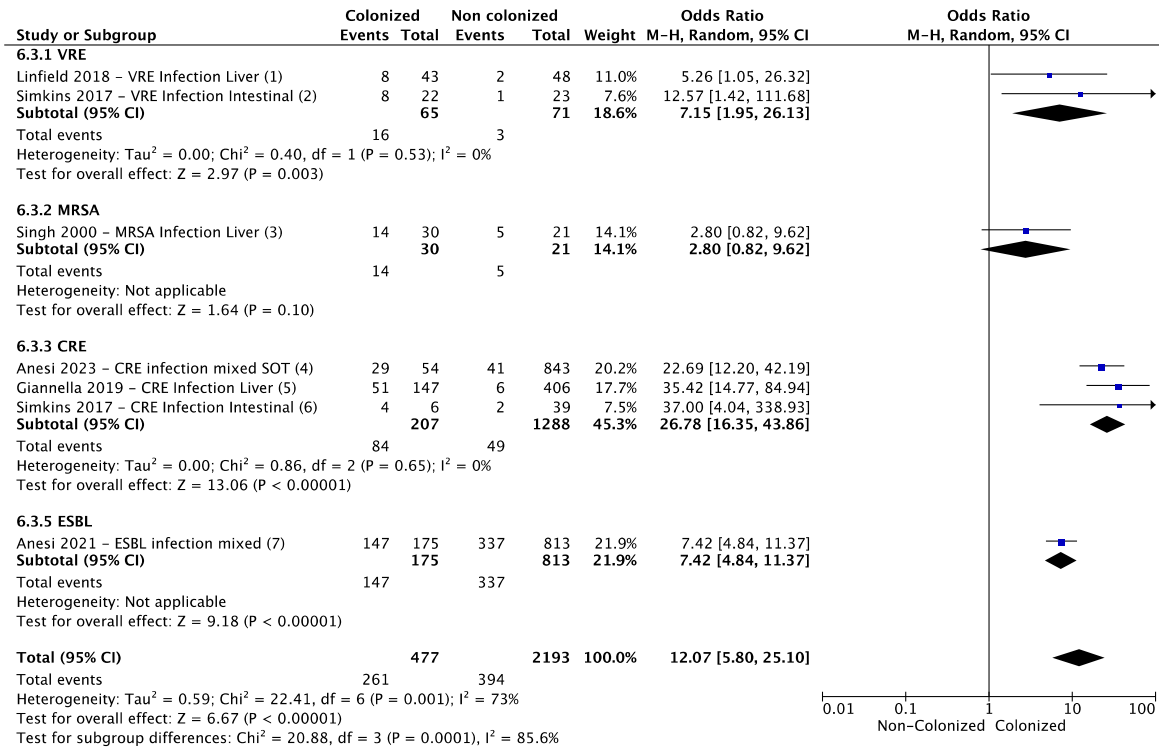 Colonized Non colonized Odds Ratio Odds Ratio
Study or Subgroup Events Total Events Total Weight M-H, Random, 95% CI M-H, Random, 95% CI
6.3.1 VRE
Linfield 2018 – VRE Infection Liver (1) 8 43 2 48 11.0% 5.26 [1.05, 26.32]
Simkins 2017 – VRE Infection Intestinal (2) 8 22 1 23 7.6% 12.57 [1.42, 111.68]
Subtotal (95% CI) 65 71 18.6% 7.15 [1.95, 26.13]
Total events 16 3
Heterogeneity: Tau² = 0.00; Chi² = 0.40, df = 1 (P = 0.53); I² = 0%
Test for overall effect: Z = 2.97 (P = 0.003)
6.3.2 MRSA
Singh 2000 – MRSA Infection Liver (3) 14 30 5 21 14.1% 2.80 [0.82, 9.62]
Subtotal (95% CI) 30 21 14.1% 2.80 [0.82, 9.62]
Total events 14 5
Heterogeneity: Not applicable
Test for overall effect: Z = 1.64 (P = 0.10)
6.3.3 CRE
Anesi 2023 – CRE infection mixed SOT (4) 29 54 41 843 20.2% 22.69 [12.20, 42.19]
Giannella 2019 – CRE Infection Liver (5) 51 147 6 406 17.7% 35.42 [14.77, 84.94]
Simkins 2017 – CRE Infection Intestinal (6) 4 6 2 39 7.5% 37.00 [4.04, 338.93]
Subtotal (95% CI) 207 1288 45.3% 26.78 [16.35, 43.86]
Total events 84 49
Heterogeneity: Tau² = 0.00; Chi² = 0.86, df = 2 (P = 0.65); I² = 0%
Test for overall effect: Z = 13.06 (P < 0.00001)
6.3.5 ESBL
Anesi 2021 – ESBL infection mixed (7) 147 175 337 813 21.9% 7.42 [4.84, 11.37]
Subtotal (95% CI) 175 813 21.9% 7.42 [4.84, 11.37]
Total events 147 337
Heterogeneity: Not applicable
Test for overall effect: Z = 9.18 (P < 0.00001)
Total (95% CI) 477 2193 100.0% 12.07 [5.80, 25.10]
Total events 261 394
Heterogeneity: Tau² = 0.59; Chi² = 22.41, df = 6 (P = 0.001); I² = 73%
Test for overall effect: Z = 6.67 (P < 0.00001)
Test for subgroup differences: Chi² = 20.88, df = 3 (P = 0.0001), I² = 85.6%
0.01 0.1 1 10 100
Non-Colonized Colonized